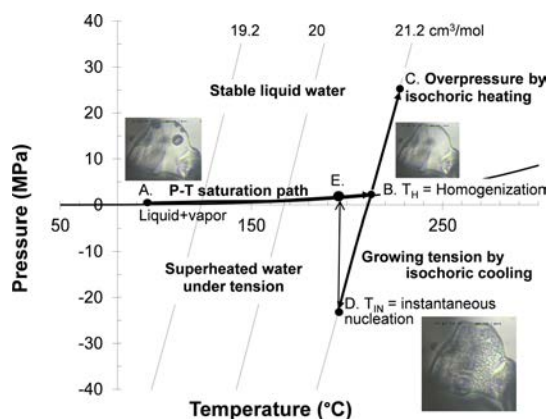 19.2
20
21.2 cm³/mol
40
30
20
10
0
-10
-20
-30
-40
Pressure (MPa)
Stable liquid water
C. Overpressure by
isochoric heating
A.
P-T saturation path
E.
B. T_H = Homogenization
Liquid+vapor
50
150
250
Superheated water
under tension
Growing tension by
isochoric cooling
D. T_IN = instantaneous
nucleation
Temperature (°C)